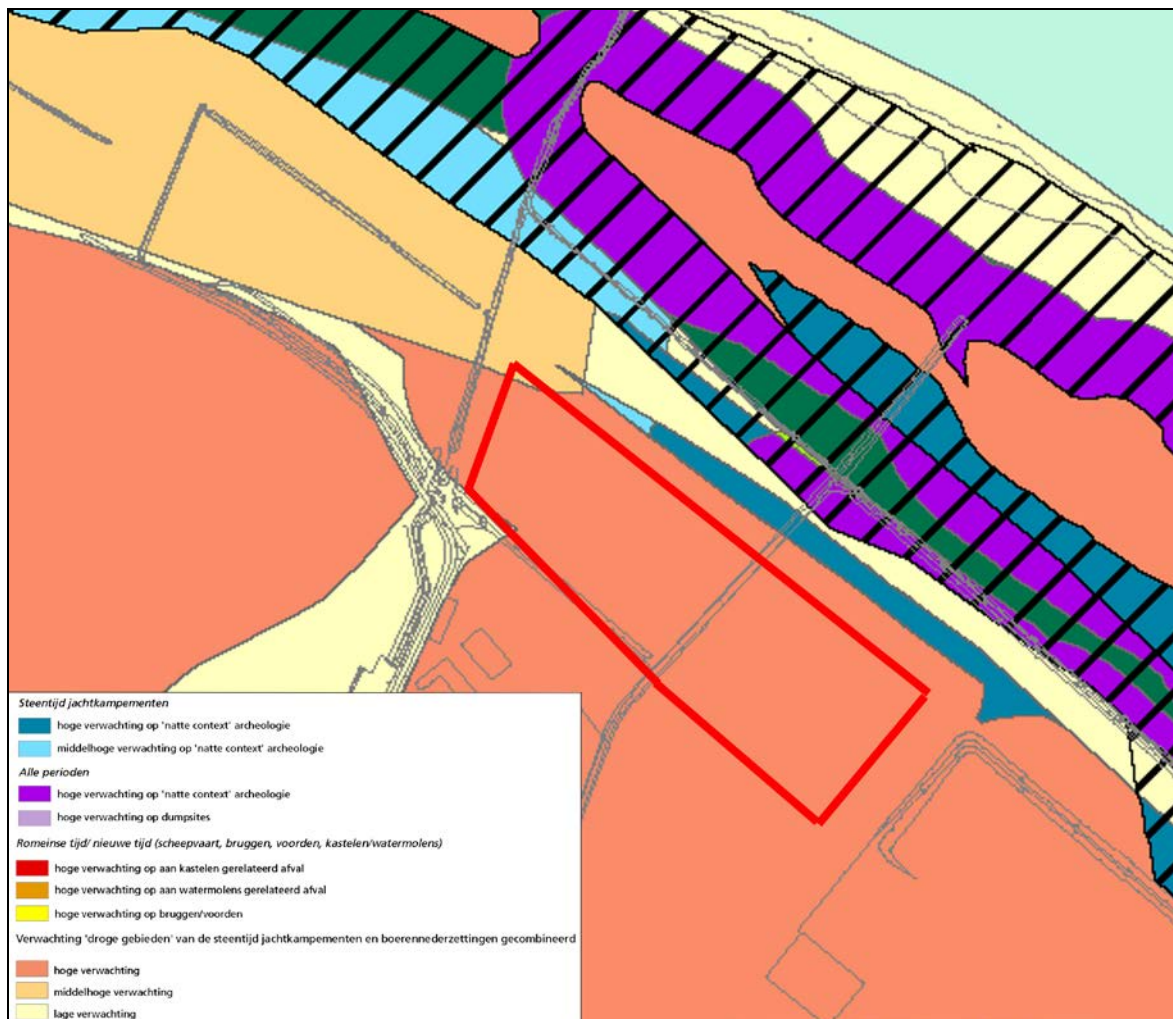 Steentijd jachtkampementen
hoge verwachting op 'natte context' archeologie
middelhoge verwachting op 'natte context' archeologie
Alle perioden
hoge verwachting op 'natte context' archeologie
hoge verwachting op dumpsites
Romeinse tijd/ nieuwe tijd (scheepvaart, bruggen, voorden, kastelen/watermolens)
hoge verwachting op aan kastelen gerelateerd afval
hoge verwachting op aan watermolens gerelateerd afval
hoge verwachting op bruggen/voorden
Verwachting 'droge gebieden' van de steentijd jachtkampementen en boerennederzettingen gecombineerd
hoge verwachting
middelhoge verwachting
lage verwachting